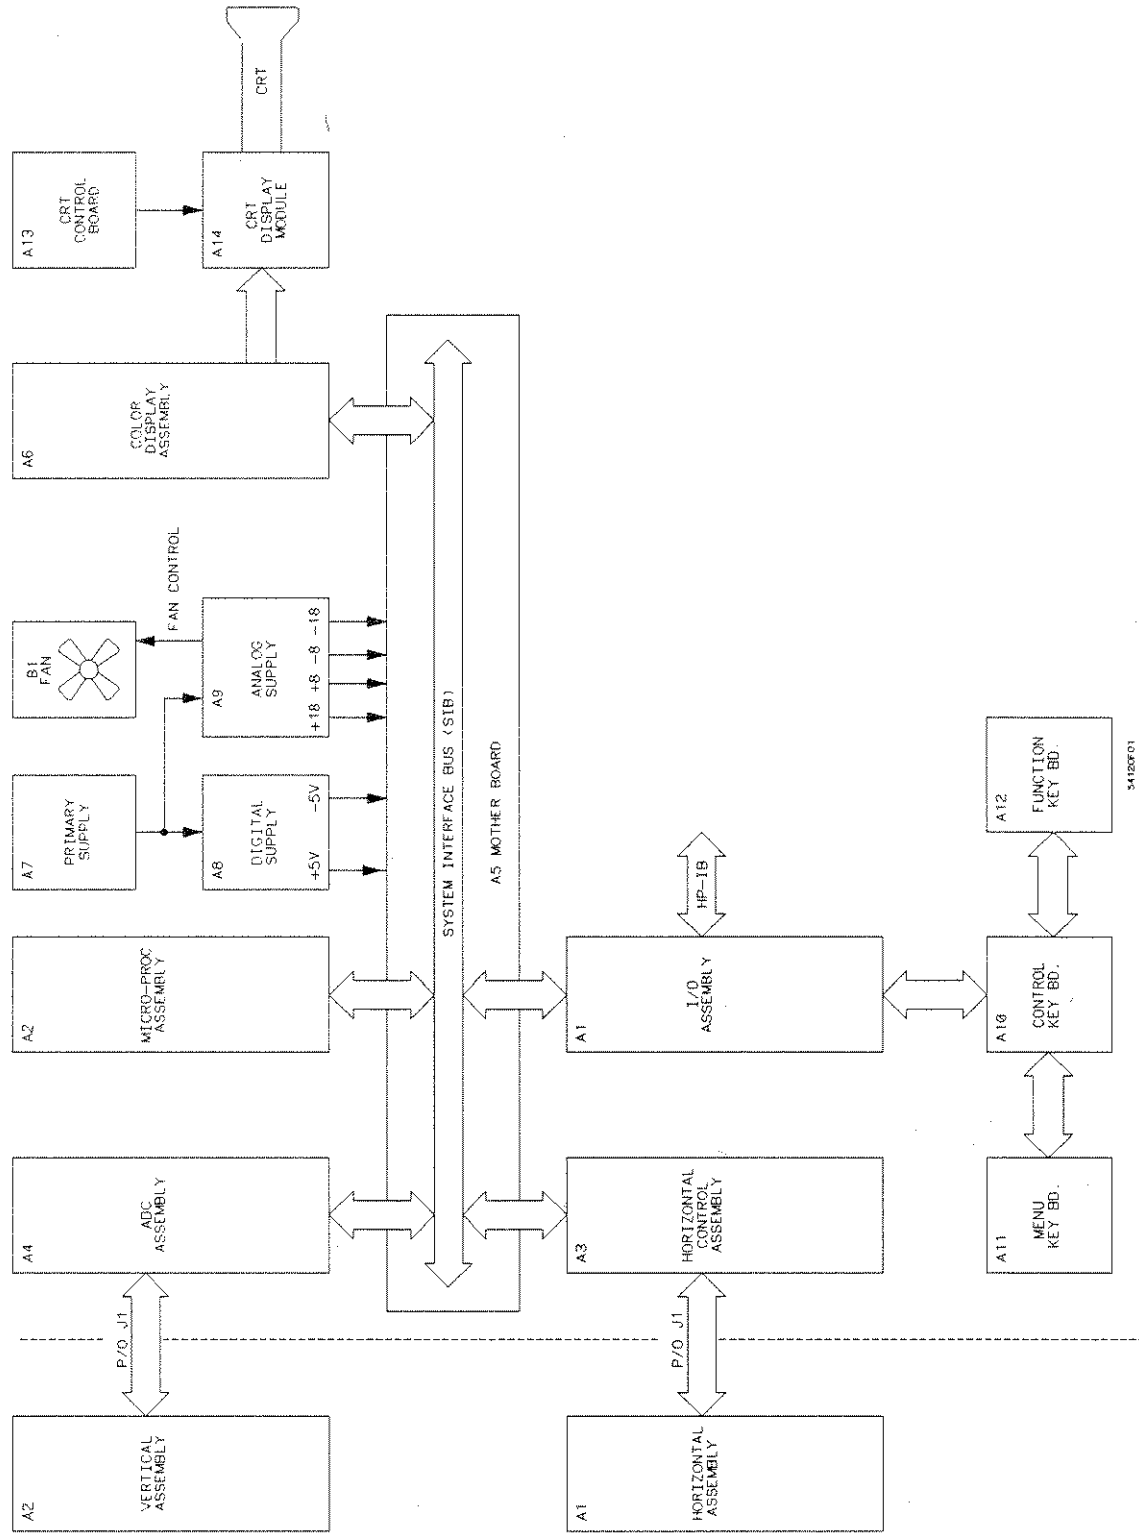 A2
VERTICAL
ASSEMBLY
P/O J1
A4
ADC
ASSEMBLY
A2
MICRO-PROC
ASSEMBLY
A7
PRIMARY
SUPPLY
A8
DIGITAL
SUPPLY
+5V -5V
B1
FAN
FAN CONTROL
A9
ANALOG
SUPPLY
+18 +8 -8 -18
A6
COLOR
DISPLAY
ASSEMBLY
A13
CRT
CONTROL
BOARD
A14
CRT
DISPLAY
MODULE
CRT
SYSTEM INTERFACE BUS (SIB)
A5 MOTHER BOARD
A1
HORIZONTAL
ASSEMBLY
P/O J1
A3
HORIZONTAL
CONTROL
ASSEMBLY
A1
I/O
ASSEMBLY
HP-IB
A11
MENU
KEY BD.
A10
CONTROL
KEY BD.
A12
FUNCTION
KEY BD.
54120F01